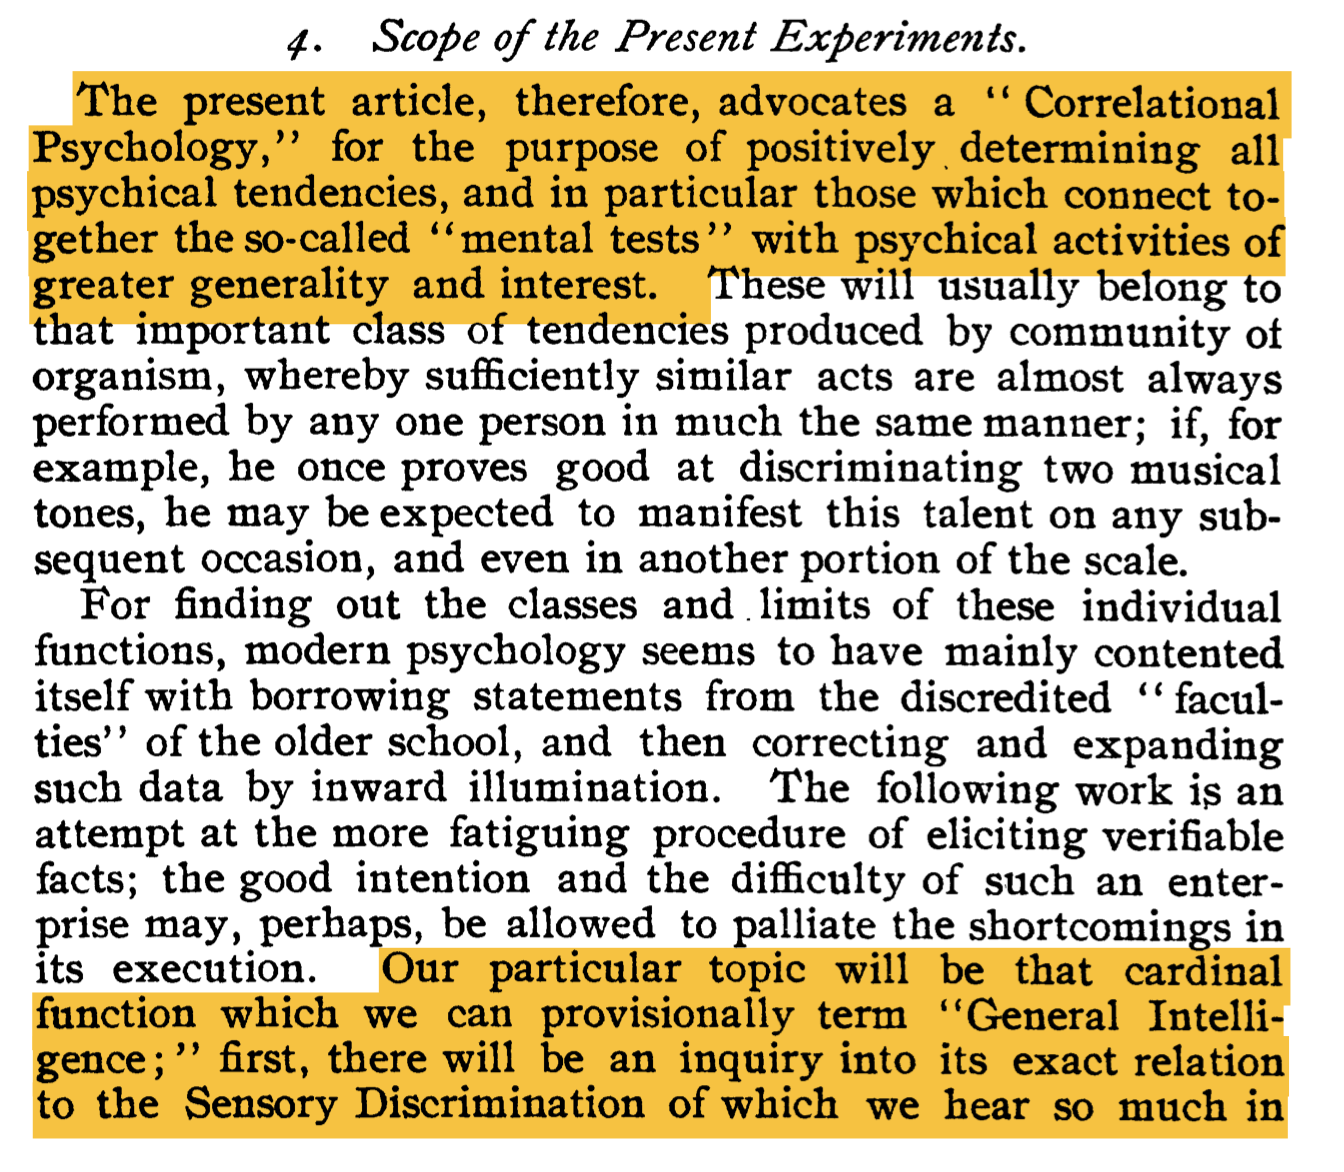 4. Scope of the Present Experiments.
The present article, therefore, advocates a “Correlational
Psychology,” for the purpose of positively determining all
psychical tendencies, and in particular those which connect to-
gether the so-called “mental tests” with psychical activities of
greater generality and interest. These will usually belong to
that important class of tendencies produced by community of
organism, whereby sufficiently similar acts are almost always
performed by any one person in much the same manner; if, for
example, he once proves good at discriminating two musical
tones, he may be expected to manifest this talent on any sub-
sequent occasion, and even in another portion of the scale.
For finding out the classes and limits of these individual
functions, modern psychology seems to have mainly contented
itself with borrowing statements from the discredited “facul-
ties” of the older school, and then correcting and expanding
such data by inward illumination. The following work is an
attempt at the more fatiguing procedure of eliciting verifiable
facts; the good intention and the difficulty of such an enter-
prise may, perhaps, be allowed to palliate the shortcomings in
its execution. Our particular topic will be that cardinal
function which we can provisionally term “General Intelli-
gence;” first, there will be an inquiry into its exact relation
to the Sensory Discrimination of which we hear so much in